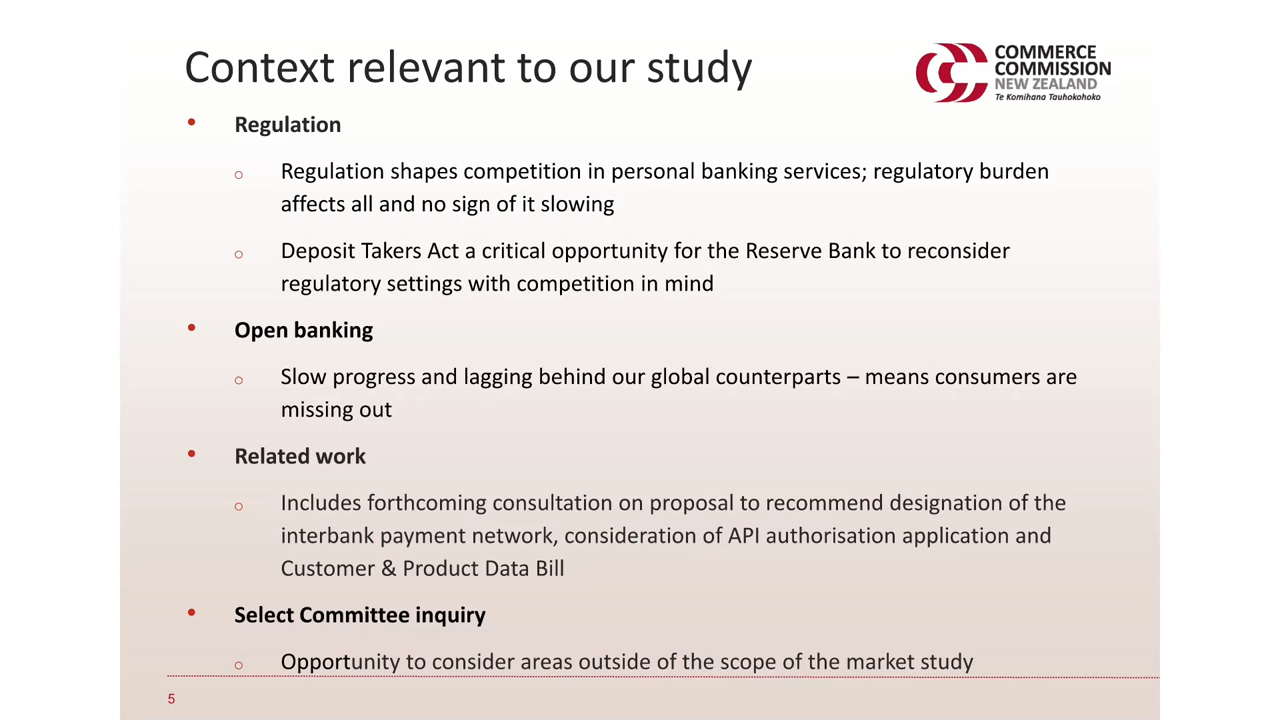 Context relevant to our study
COMMERCE
COMMISSION
NEW ZEALAND
Te Komihana Tauhokohoko
• Regulation
o Regulation shapes competition in personal banking services; regulatory burden
affects all and no sign of it slowing
o Deposit Takers Act a critical opportunity for the Reserve Bank to reconsider
regulatory settings with competition in mind
• Open banking
o Slow progress and lagging behind our global counterparts – means consumers are
missing out
• Related work
o Includes forthcoming consultation on proposal to recommend designation of the
interbank payment network, consideration of API authorisation application and
Customer & Product Data Bill
• Select Committee inquiry
o Opportunity to consider areas outside of the scope of the market study
5